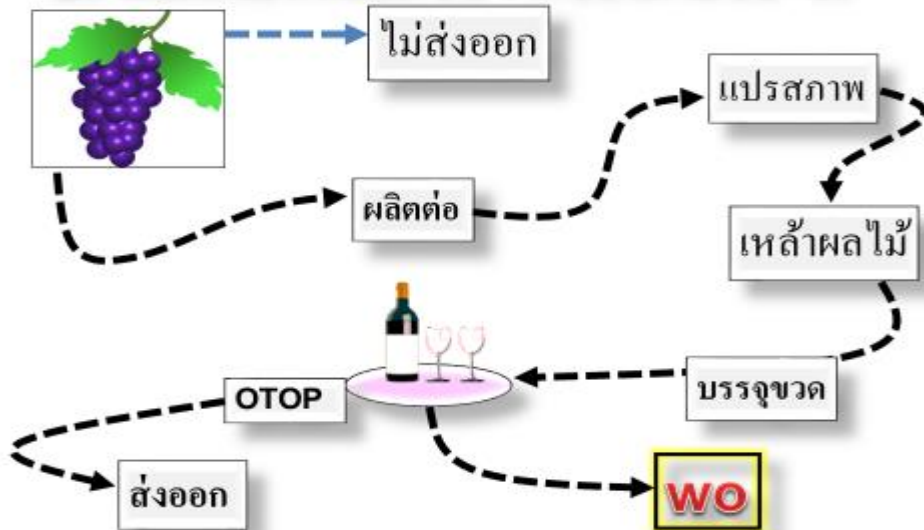 ไม่ส่งออก
แปรสภาพ
ผลิตต่อ
เหล้าผลไม้
บรรจุขวด
OTOP
ส่งออก
WO